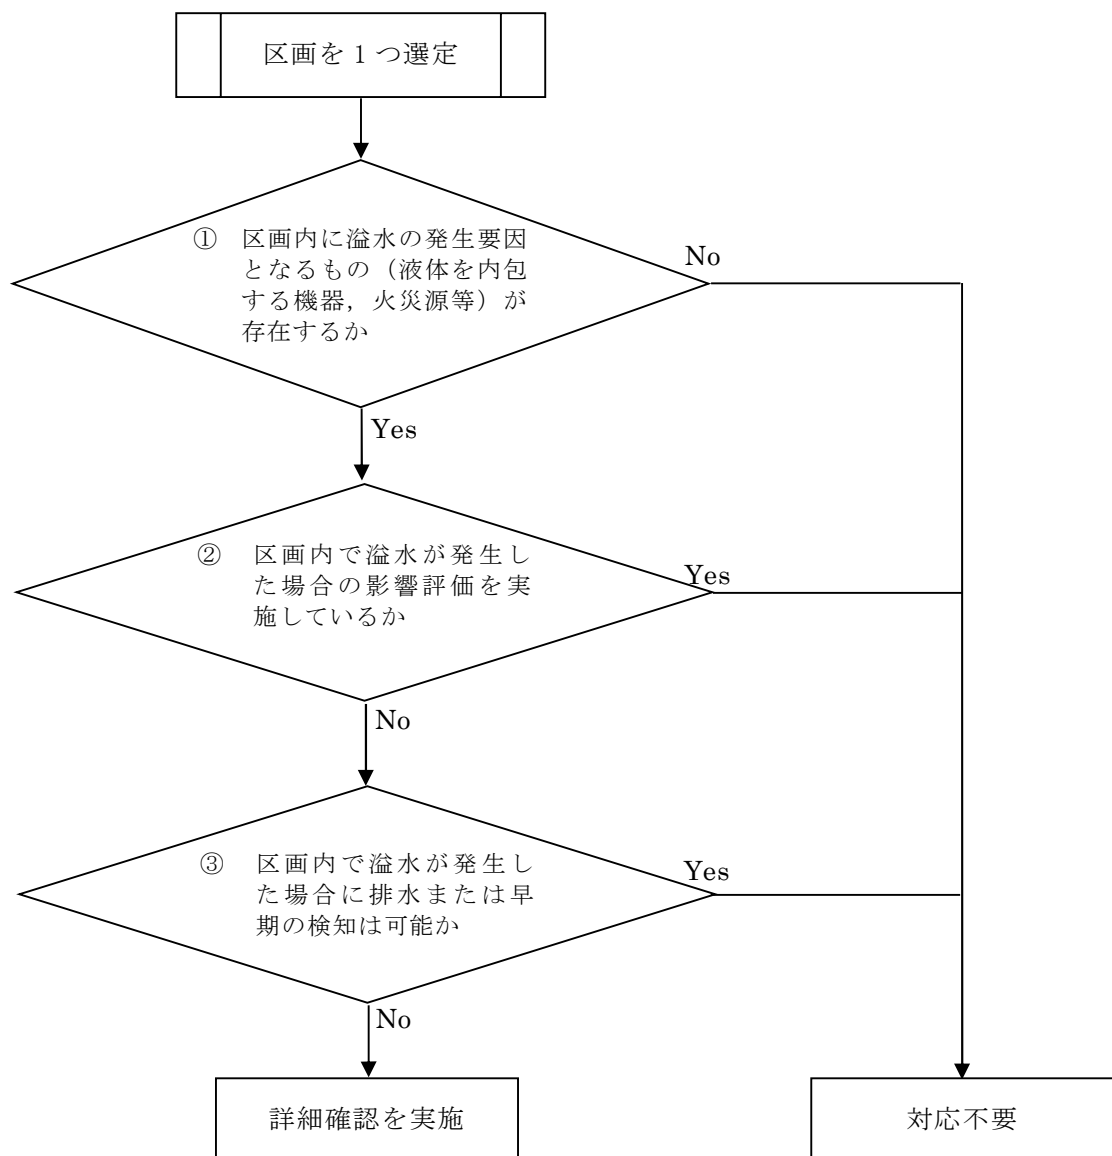 区画を1つ選定
① 区画内に溢水の発生要因
となるもの（液体を内包
する機器，火災源等）が
存在するか
No
Yes
② 区画内で溢水が発生し
た場合の影響評価を実
施しているか
Yes
No
③ 区画内で溢水が発生し
た場合に排水または早
期の検知は可能か
Yes
No
詳細確認を実施
対応不要